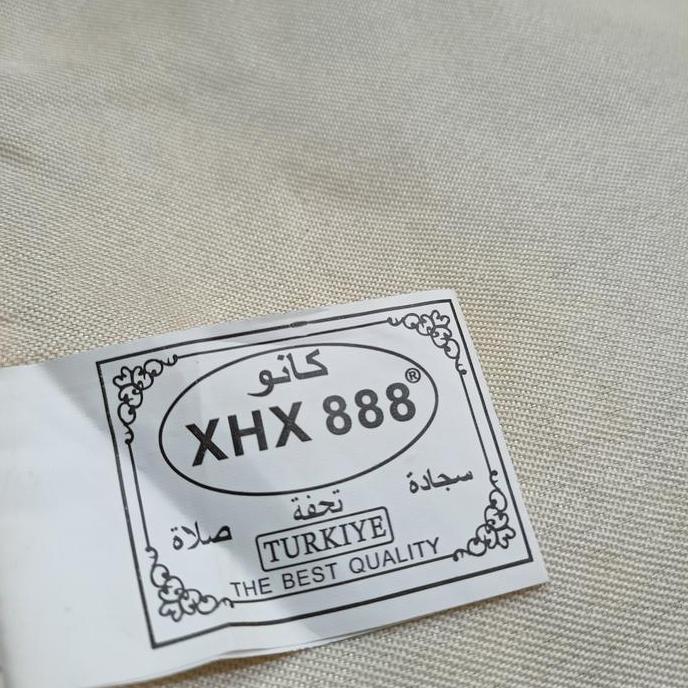 كانو
XHX 888®
سجادة
تحفة
صلاة
TURKIYE
THE BEST QUALITY